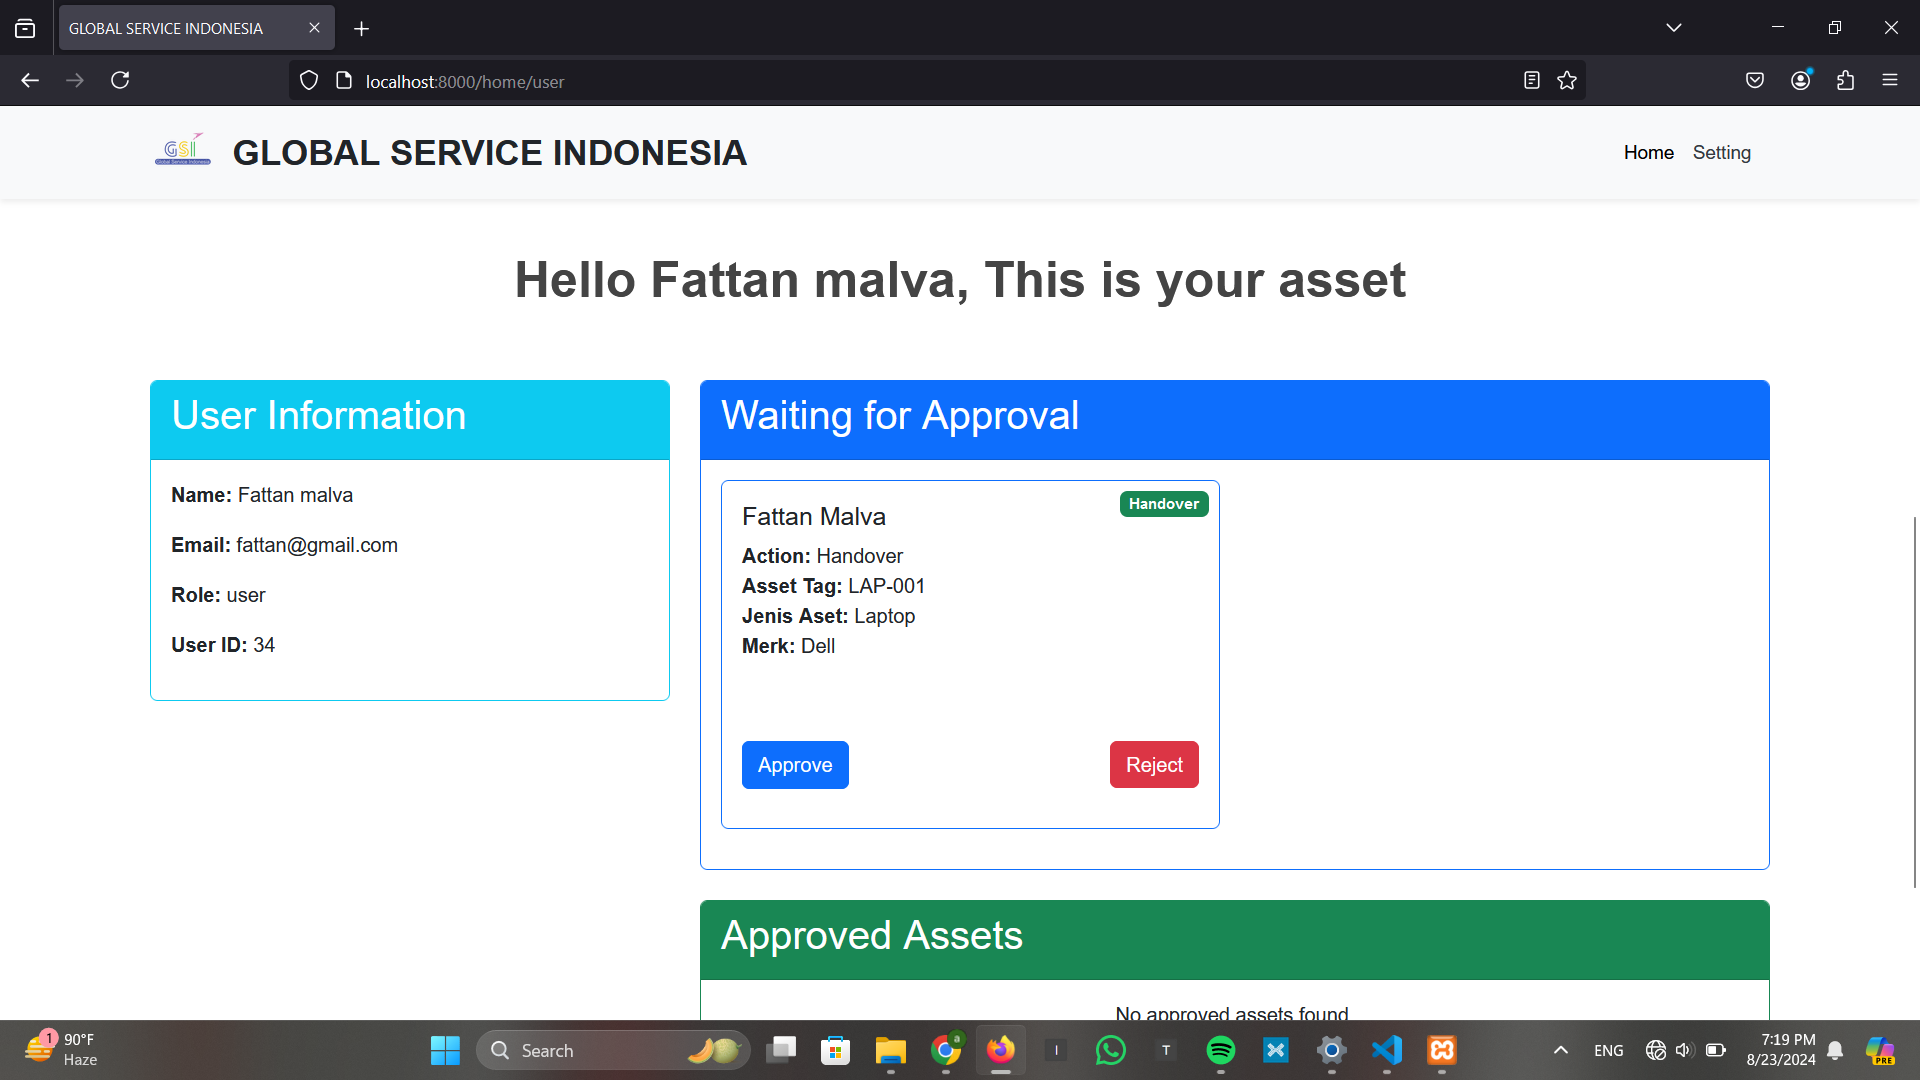 GLOBAL SERVICE INDONESIA
localhost:8000/home/user
GSI
Global Service Indonesia
GLOBAL SERVICE INDONESIA
Home
Setting
Hello Fattan malva, This is your asset
User Information
Name: Fattan malva
Email: fattan@gmail.com
Role: user
User ID: 34
Waiting for Approval
Fattan Malva
Handover
Action: Handover
Asset Tag: LAP-001
Jenis Aset: Laptop
Merk: Dell
Approve
Reject
Approved Assets
No approved assets found
1
90°F
Haze
Search
a
I
T
ENG
7:19 PM
8/23/2024
PRE